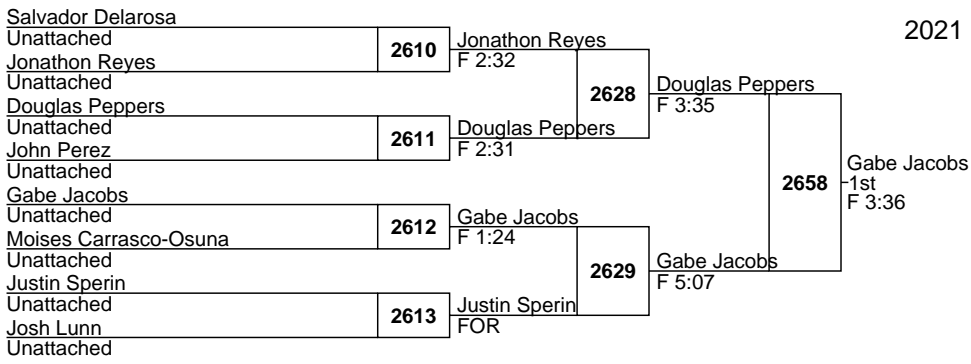 2021
Salvador Delarosa
Unattached
Jonathon Reyes
Unattached
Douglas Peppers
Unattached
John Perez
Unattached
Gabe Jacobs
Unattached
Moises Carrasco-Osuna
Unattached
Justin Sperin
Unattached
Josh Lunn
Unattached
2610
2611
2612
2613
Jonathon Reyes
F 2:32
Douglas Peppers
F 2:31
Gabe Jacobs
F 1:24
Justin Sperin
FOR
2628
2629
Douglas Peppers
F 3:35
Gabe Jacobs
F 5:07
2658
Gabe Jacobs
1st
F 3:36